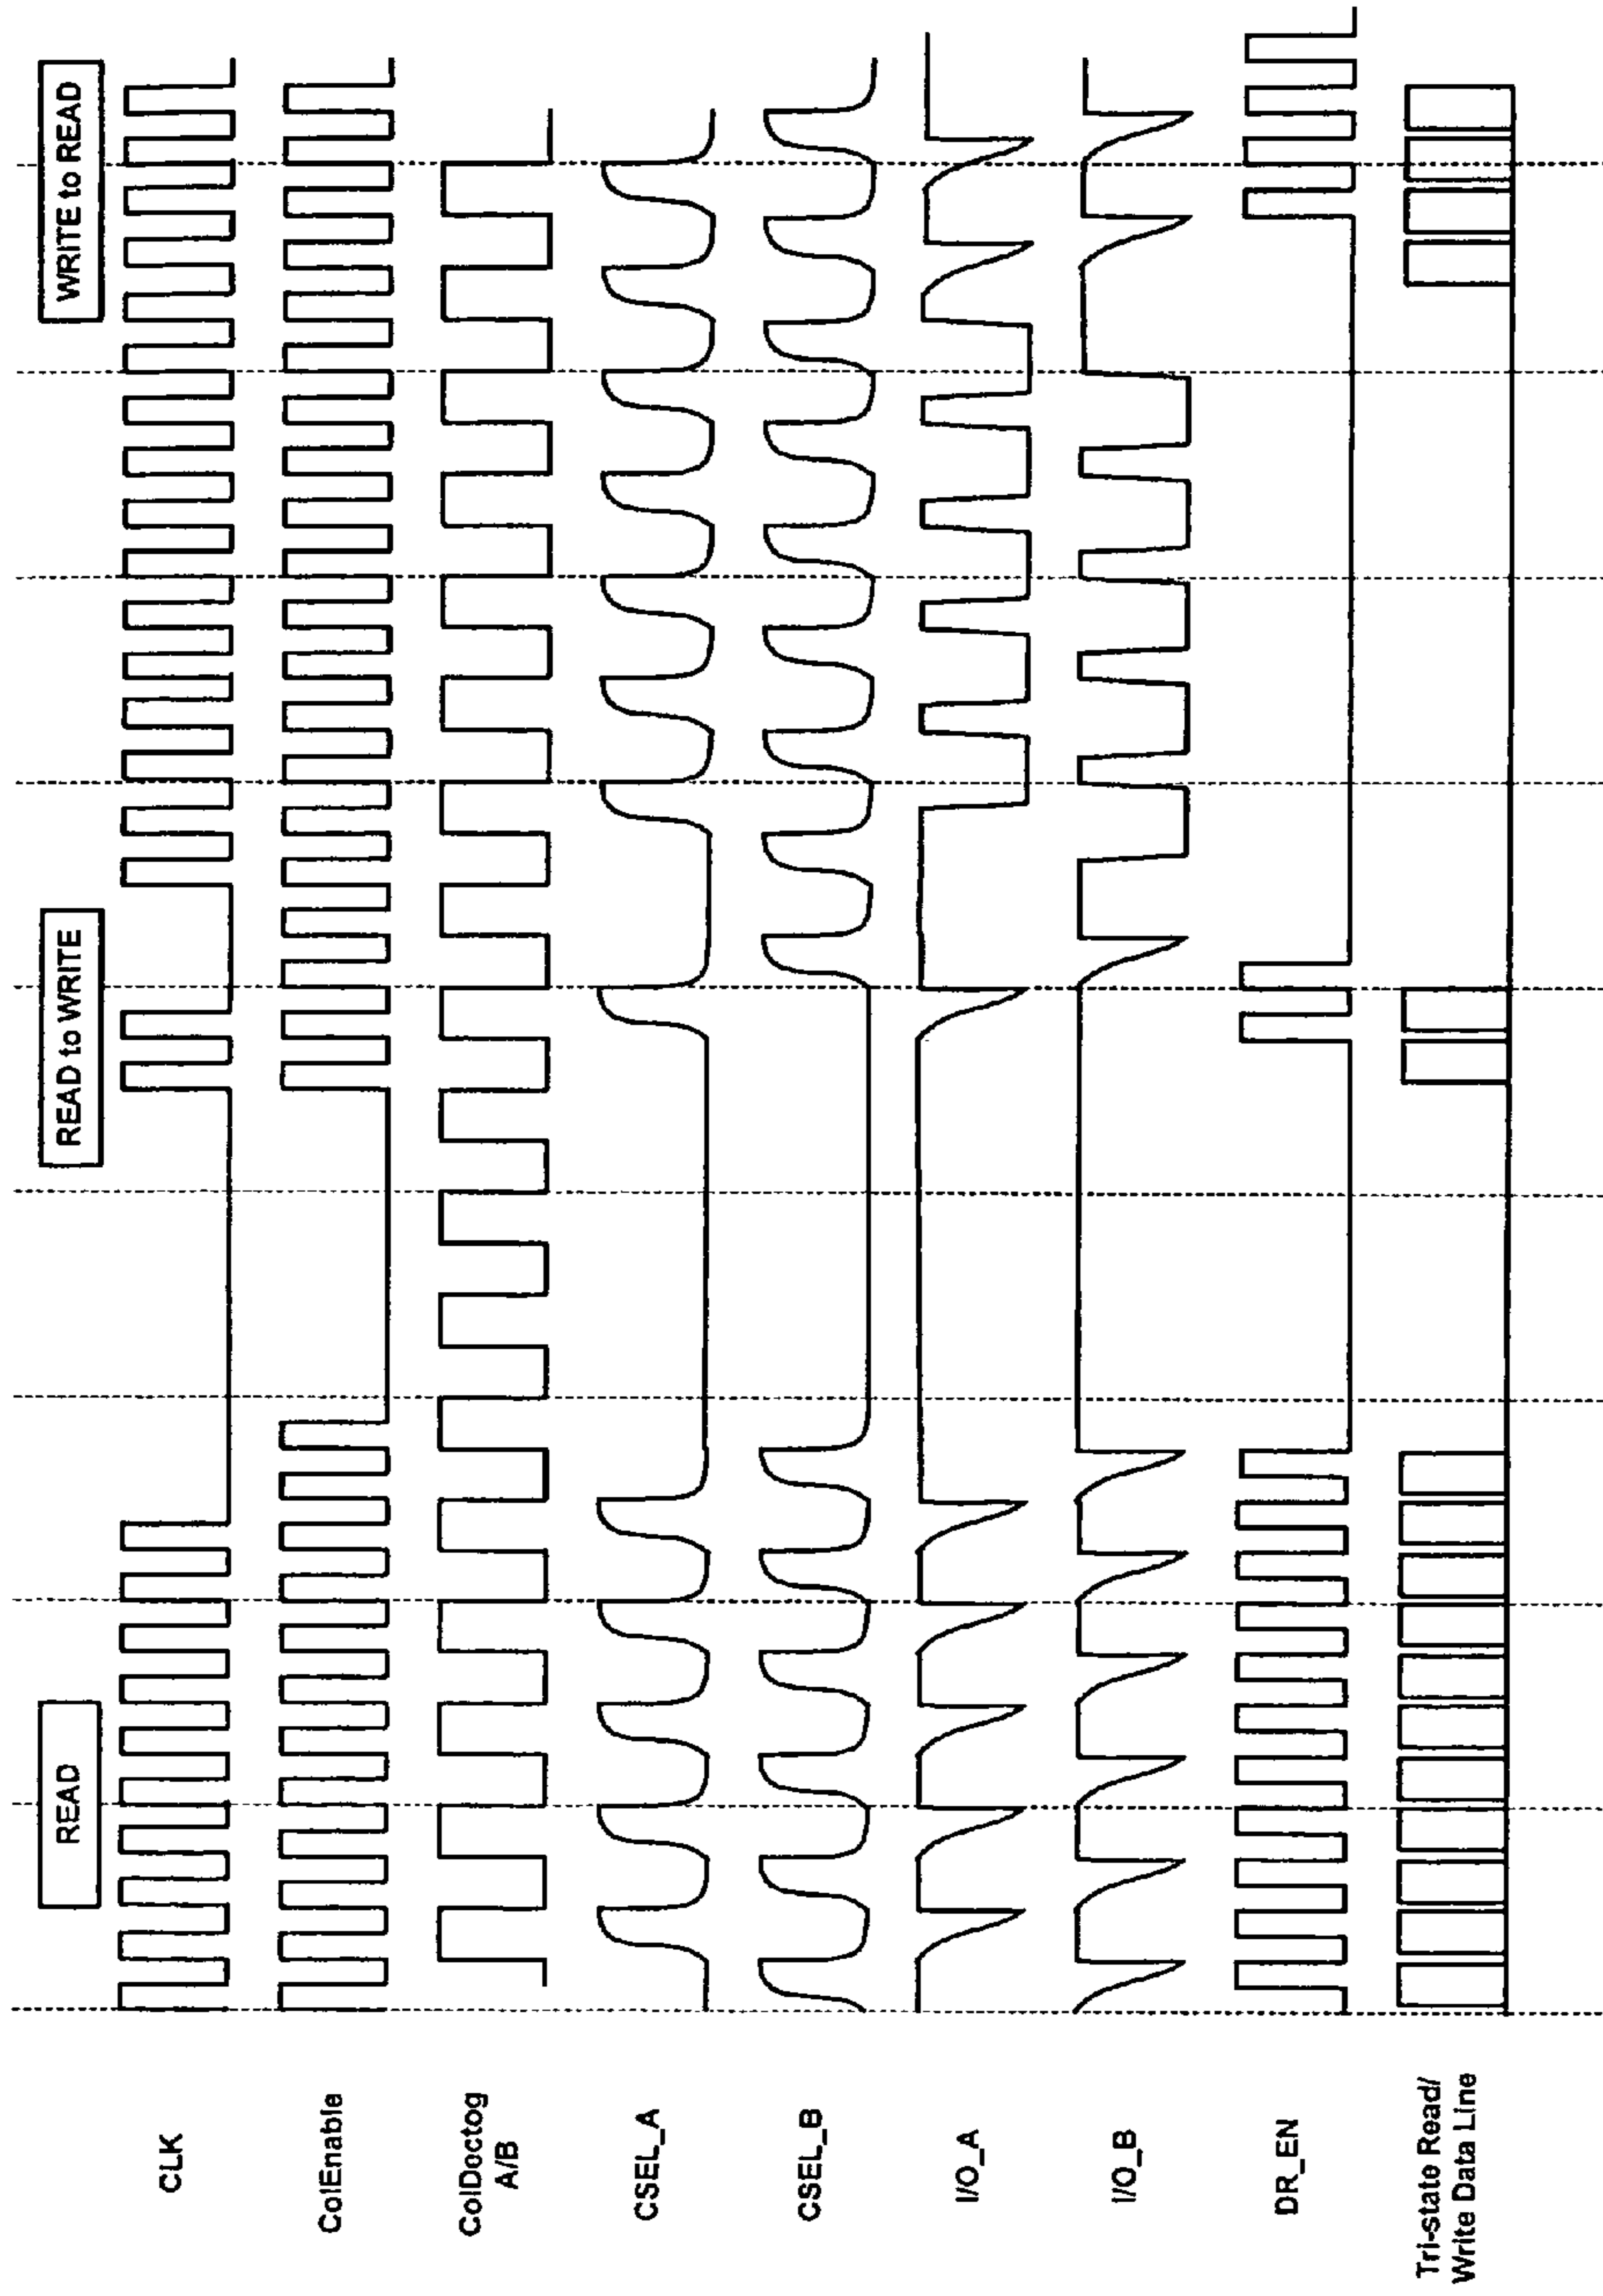 READ
READ to WRITE
WRITE to READ
CLK
ColEnable
ColDectog
A/B
CSEL_A
CSEL_B
I/O_A
I/O_B
DR_EN
Tri-state Read/
Write Data Line